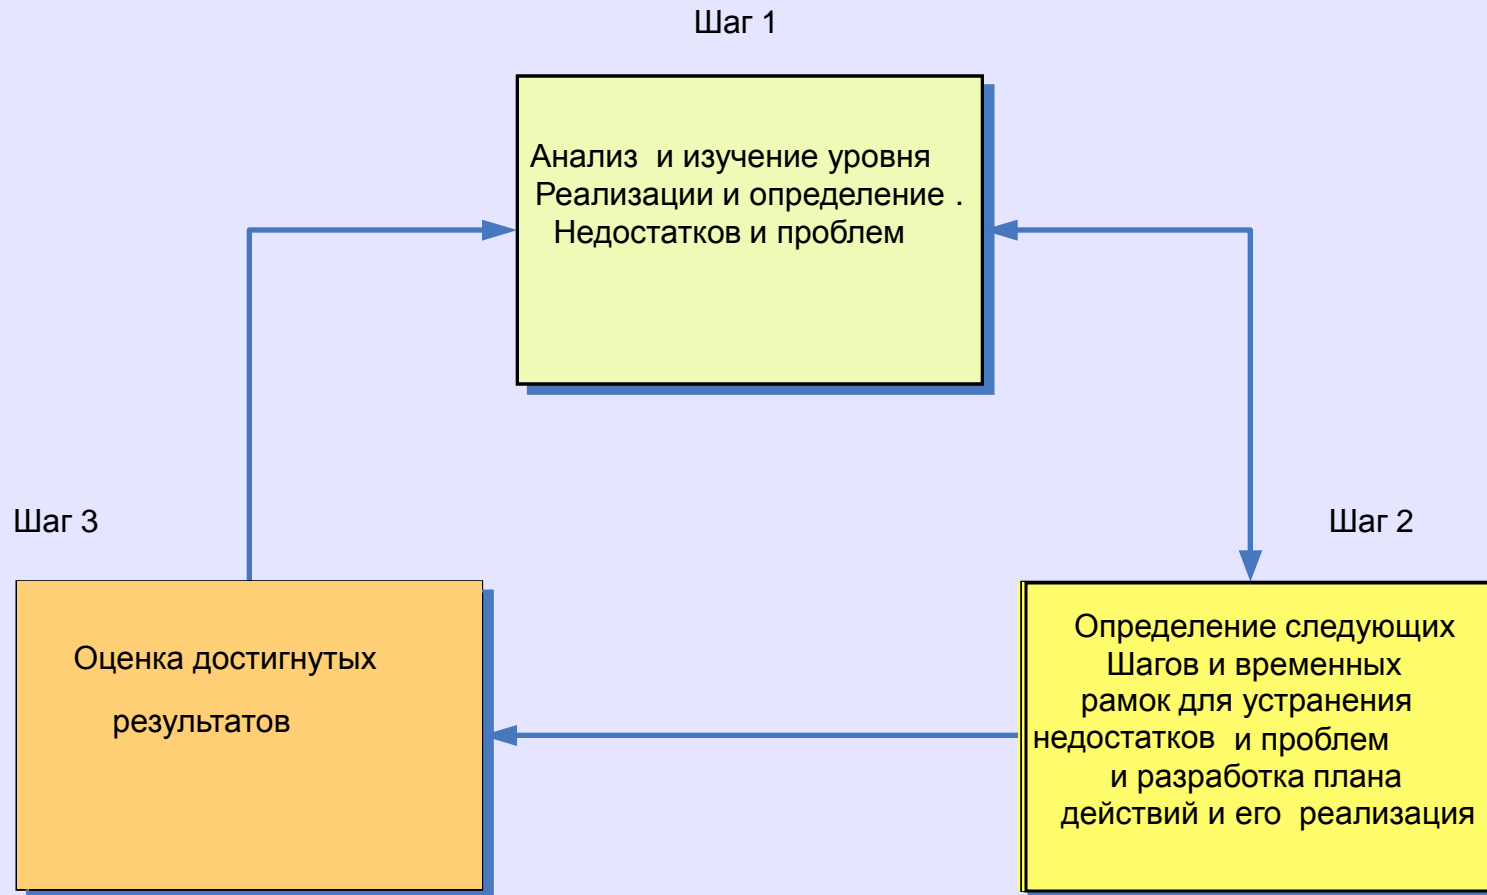 Шаг 1
Анализ и изучение уровня
Реализации и определение .
Недостатков и проблем
Шаг 3
Оценка достигнутых
результатов
Шаг 2
Определение следующих
Шагов и временных
рамок для устранения
недостатков и проблем
и разработка плана
действий и его реализация